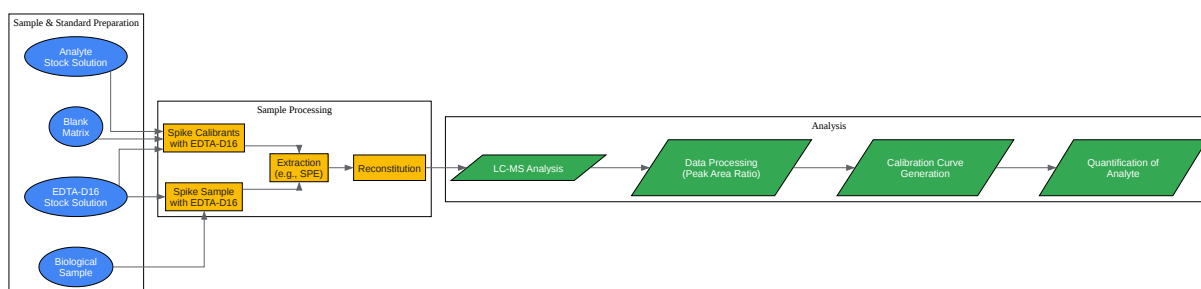 Sample & Standard Preparation
Analyte
Stock Solution
Blank
Matrix
EDTA-D16
Stock Solution
Biological
Sample
Sample Processing
Spike Calibrants
with EDTA-D16
Spike Sample
with EDTA-D16
Extraction
(e.g., SPE)
Reconstitution
Analysis
LC-MS Analysis
Data Processing
(Peak Area Ratio)
Calibration Curve
Generation
Quantification of
Analyte